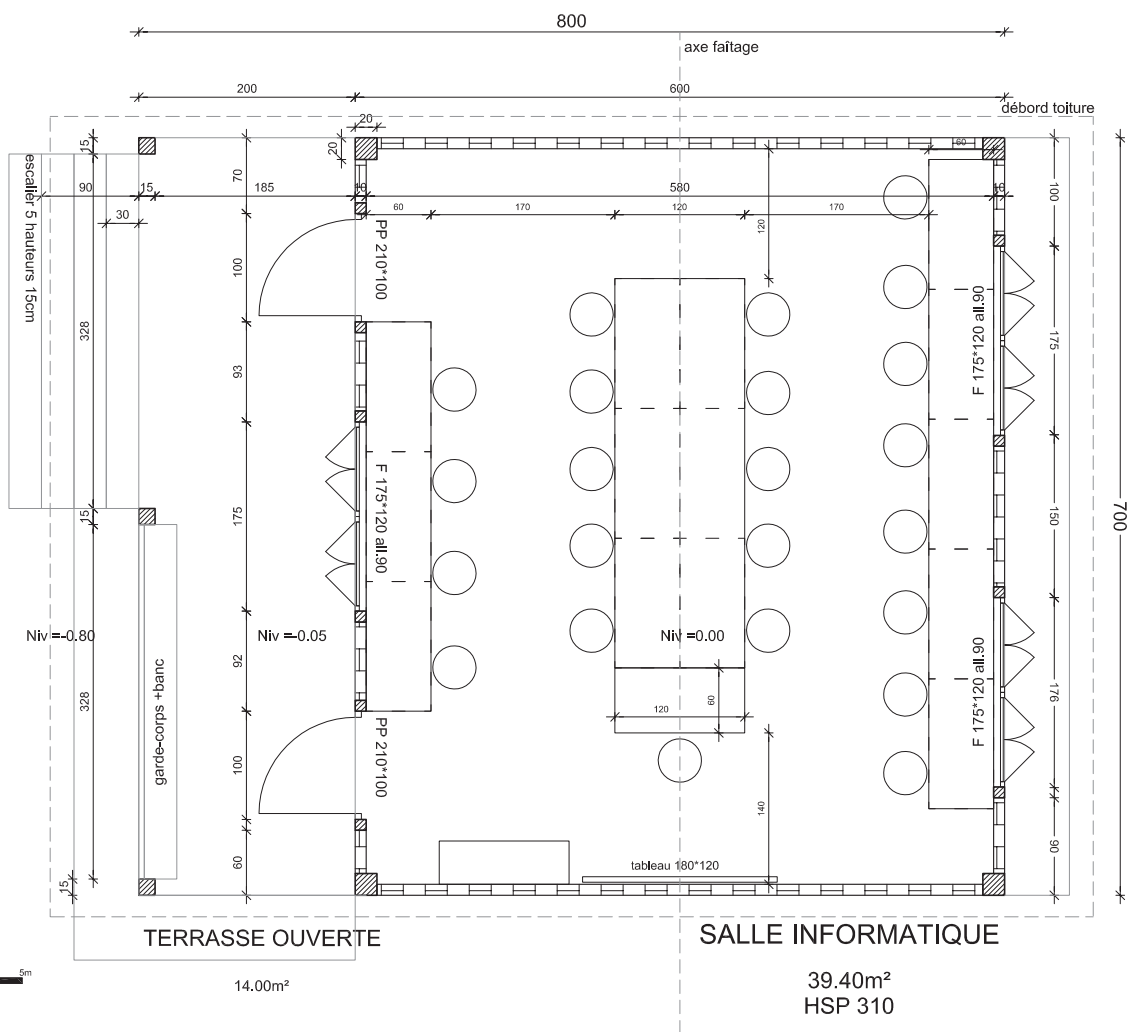 800
axe faîtage
200
600
débord toiture
20
20
60
15
90
15
185
10
580
10
30
60
170
120
170
70
100
120
escalier 5 hauteurs 15cm
PP 210*100
100
328
93
175
F 175*120 all.90
175
F 175*120 all.90
15
150
700
Niv =-0.80
Niv =-0.05
Niv =0.00
92
328
garde-corps +banc
120
60
176
F 175*120 all.90
PP 210*100
100
140
60
15
90
tableau 180*120
TERRASSE OUVERTE
SALLE INFORMATIQUE
5m
14.00m²
39.40m²
HSP 310